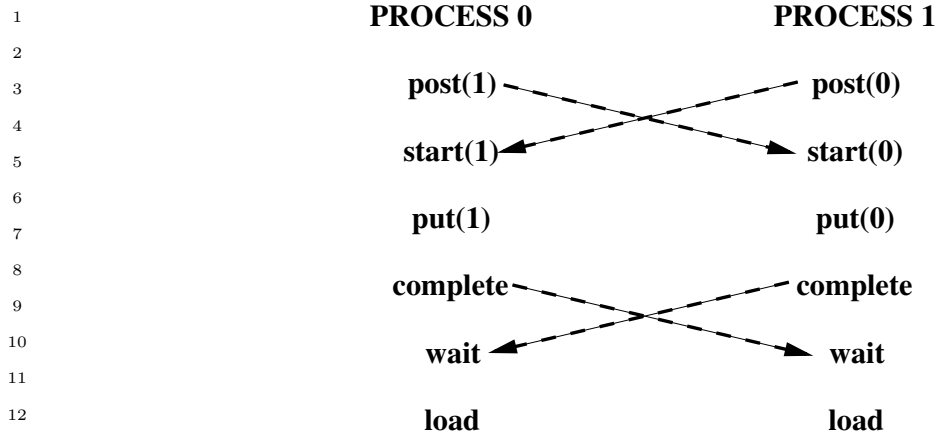 1 PROCESS 0 PROCESS 1
2
3 post(1) post(0)
4
5 start(1) start(0)
6
7 put(1) put(0)
8 complete complete
9
10 wait wait
11
12 load load